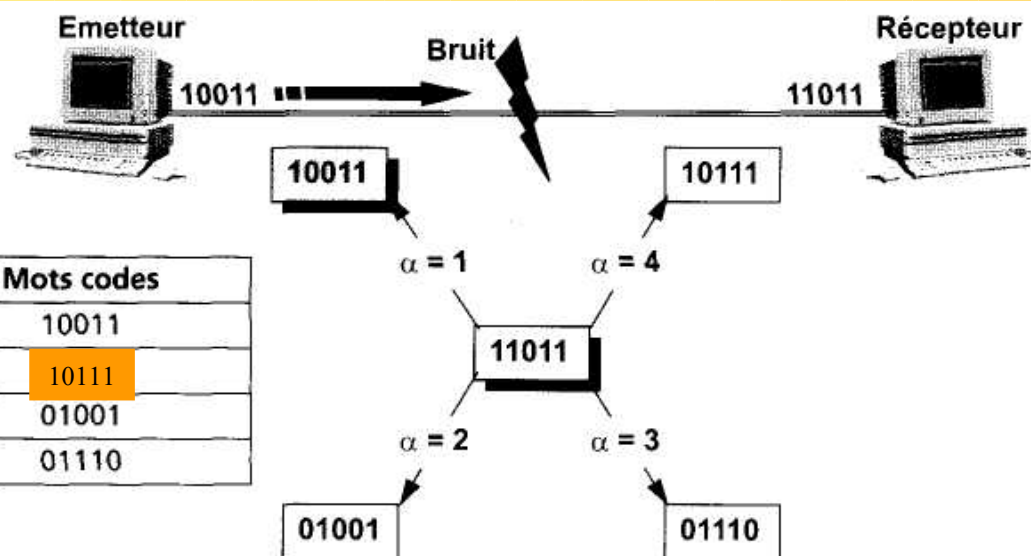 Emetteur
Récepteur
Bruit
10011
11011
10011
10111
α = 1
α = 4
Mots codes
10011
10111
01001
01110
11011
α = 2
α = 3
01001
01110